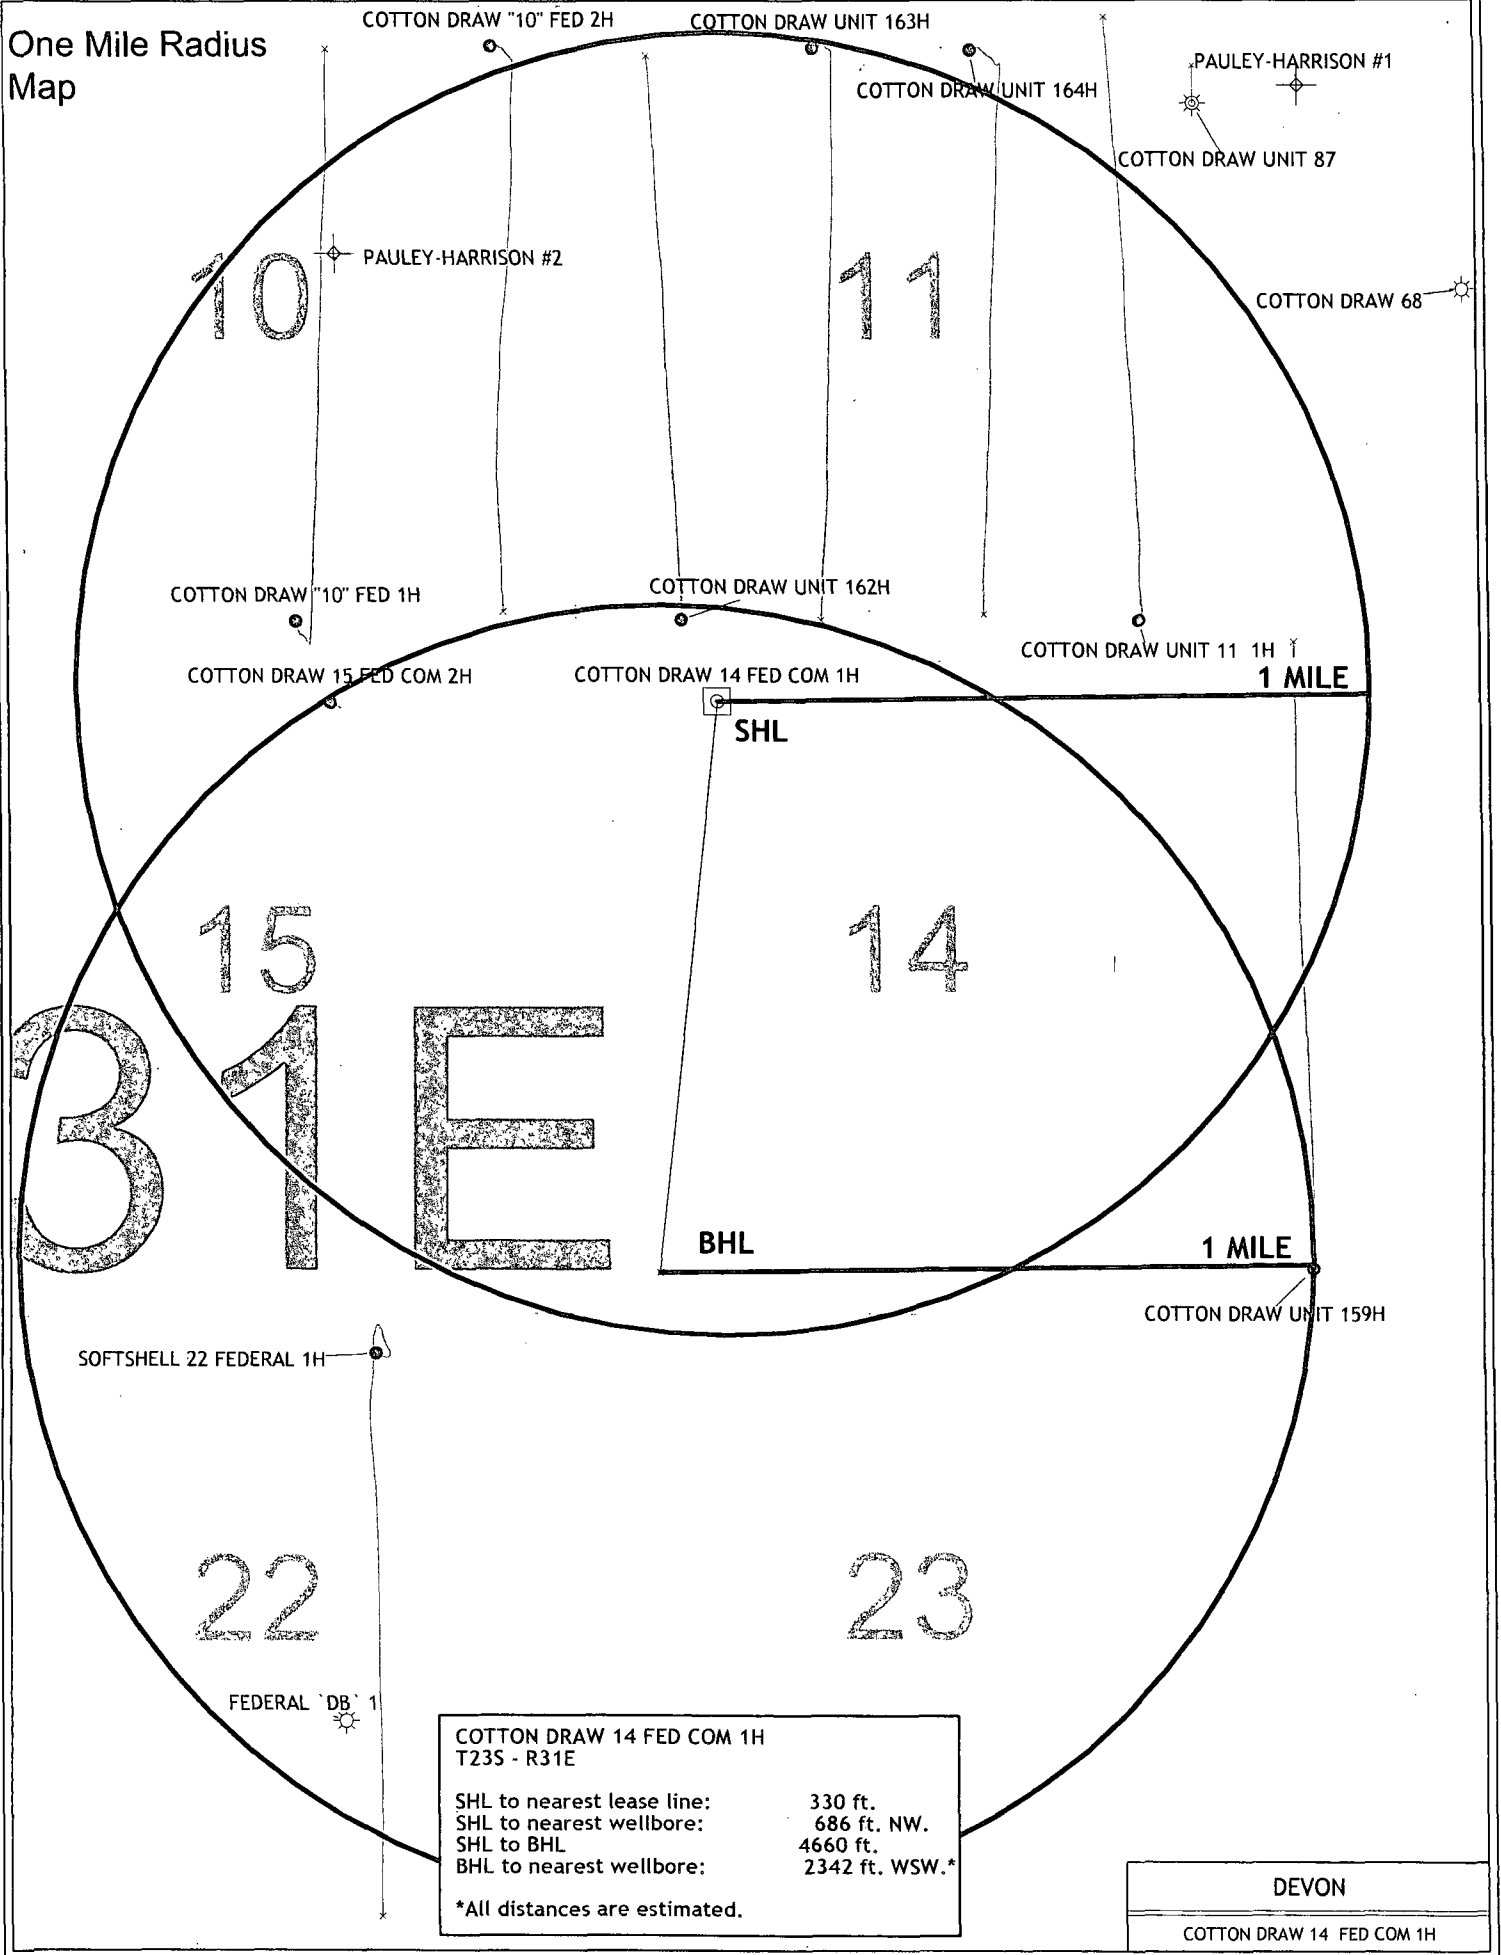 One Mile Radius
Map
COTTON DRAW "10" FED 2H
COTTON DRAW UNIT 163H
COTTON DRAW UNIT 164H
PAULEY-HARRISON #1
COTTON DRAW UNIT 87
10
PAULEY-HARRISON #2
11
COTTON DRAW 68
COTTON DRAW "10" FED 1H
COTTON DRAW UNIT 162H
COTTON DRAW UNIT 11 1H
COTTON DRAW 15 FED COM 2H
COTTON DRAW 14 FED COM 1H
1 MILE
SHL
15
14
31E
BHL
1 MILE
COTTON DRAW UNIT 159H
SOFTSHELL 22 FEDERAL 1H
22
23
FEDERAL `DB` 1
COTTON DRAW 14 FED COM 1H
T23S - R31E
SHL to nearest lease line: 330 ft.
SHL to nearest wellbore: 686 ft. NW.
SHL to BHL 4660 ft.
BHL to nearest wellbore: 2342 ft. WSW.*
*All distances are estimated.
DEVON
COTTON DRAW 14 FED COM 1H